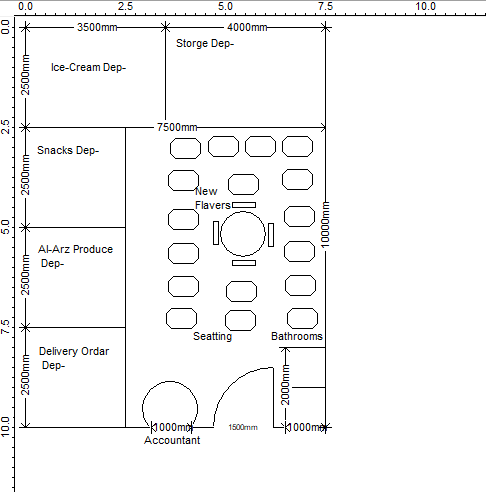 0.0 2.5 5.0 7.5 10.0
0.0
3500mm 4000mm
Storge Dep-
Ice-Cream Dep-
2500mm
2.5
7500mm
Snacks Dep-
2500mm
New
Flavers
10000mm
5.0
Al-Arz Produce
Dep-
2500mm
7.5
Seatting Bathrooms
Delivery Ordar
Dep-
2500mm
2000mm
10.0
1000mm 1500mm 1000mm
Accountant